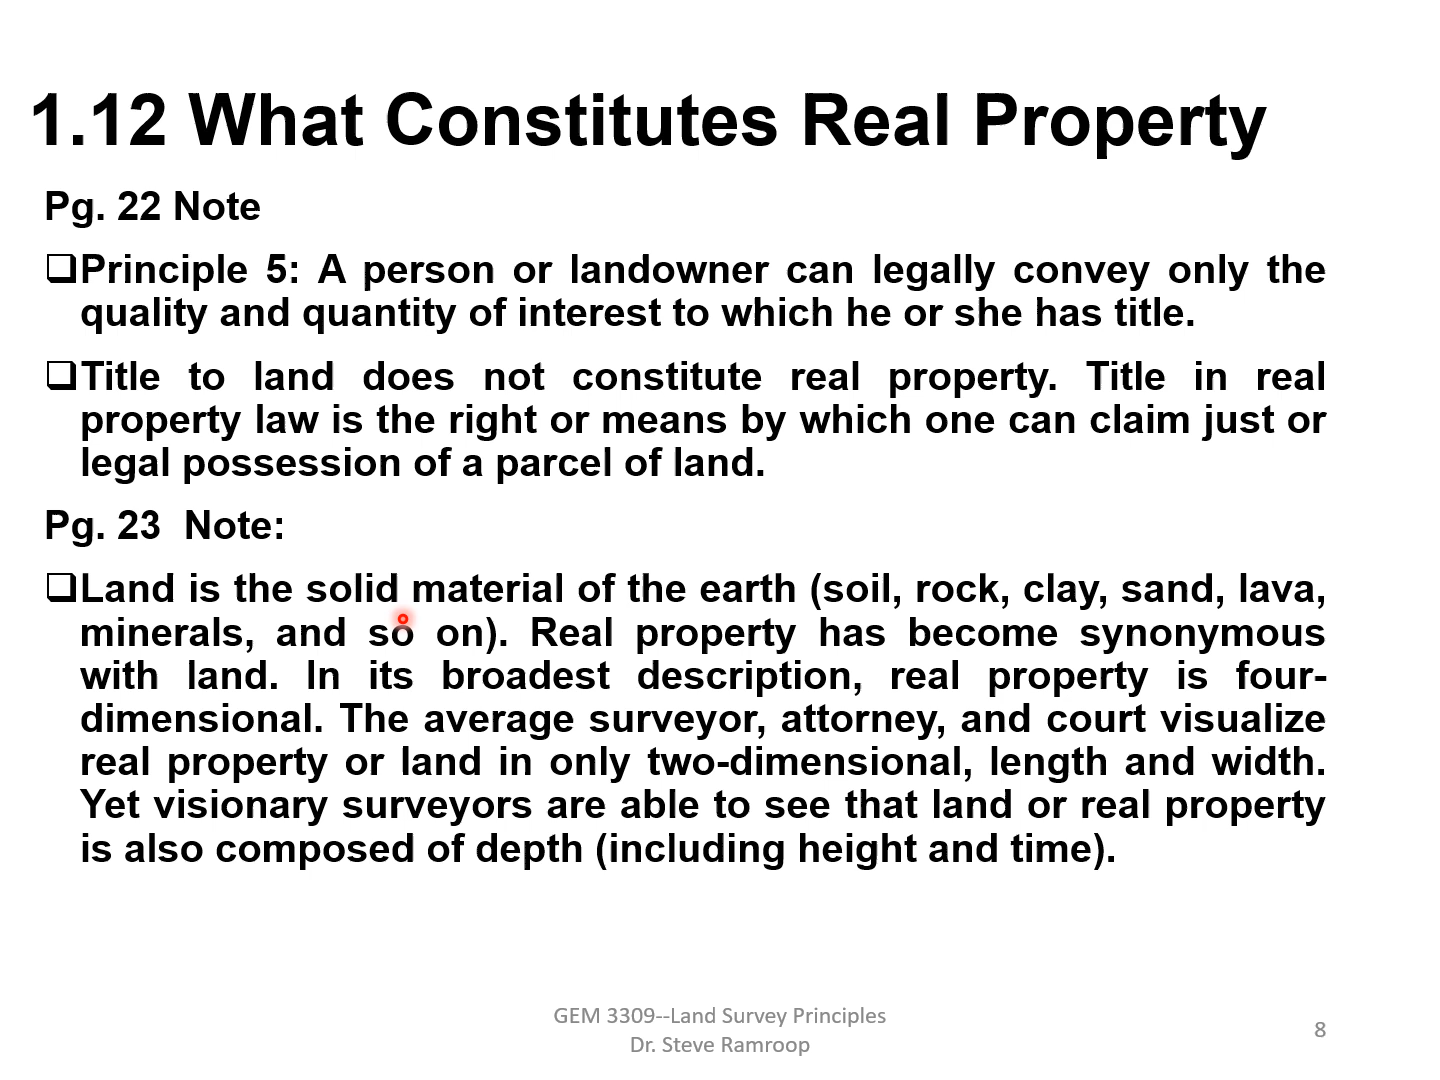 1.12 What Constitutes Real Property
Pg. 22 Note
❑Principle 5: A person or landowner can legally convey only the
quality and quantity of interest to which he or she has title.
❑Title to land does not constitute real property. Title in real
property law is the right or means by which one can claim just or
legal possession of a parcel of land.
Pg. 23 Note:
❑Land is the solid material of the earth (soil, rock, clay, sand, lava,
minerals, and so on). Real property has become synonymous
with land. In its broadest description, real property is four-
dimensional. The average surveyor, attorney, and court visualize
real property or land in only two-dimensional, length and width.
Yet visionary surveyors are able to see that land or real property
is also composed of depth (including height and time).
GEM 3309--Land Survey Principles
Dr. Steve Ramroop
8